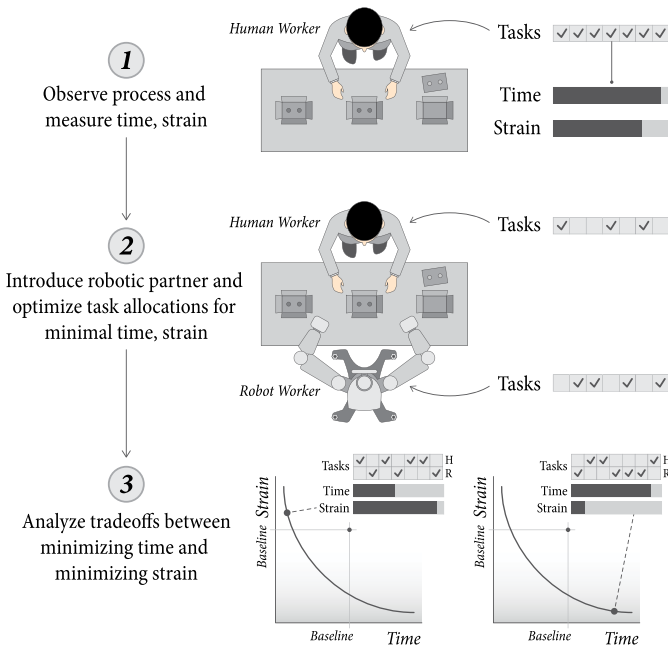 1
Observe process and
measure time, strain
Human Worker
Tasks
Time
Strain
2
Introduce robotic partner and
optimize task allocations for
minimal time, strain
Human Worker
Tasks
Robot Worker
Tasks
3
Analyze tradeoffs between
minimizing time and
minimizing strain
Tasks
H
R
Time
Strain
Strain
Baseline
Baseline
Time
Tasks
H
R
Time
Strain
Strain
Baseline
Baseline
Time